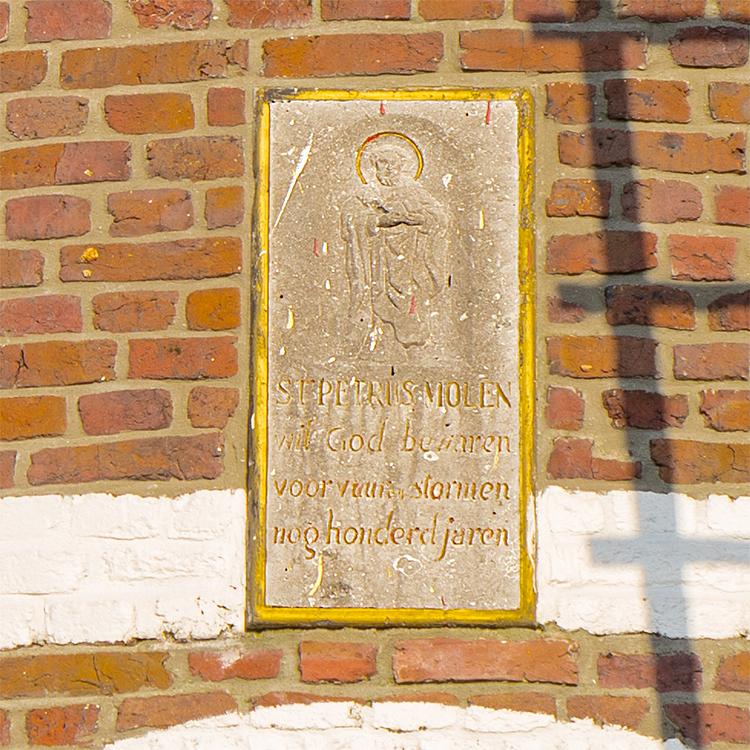 ST PETRUS MOLEN
wil God bewaren
voor vuur en stormen
nog honderd jaren